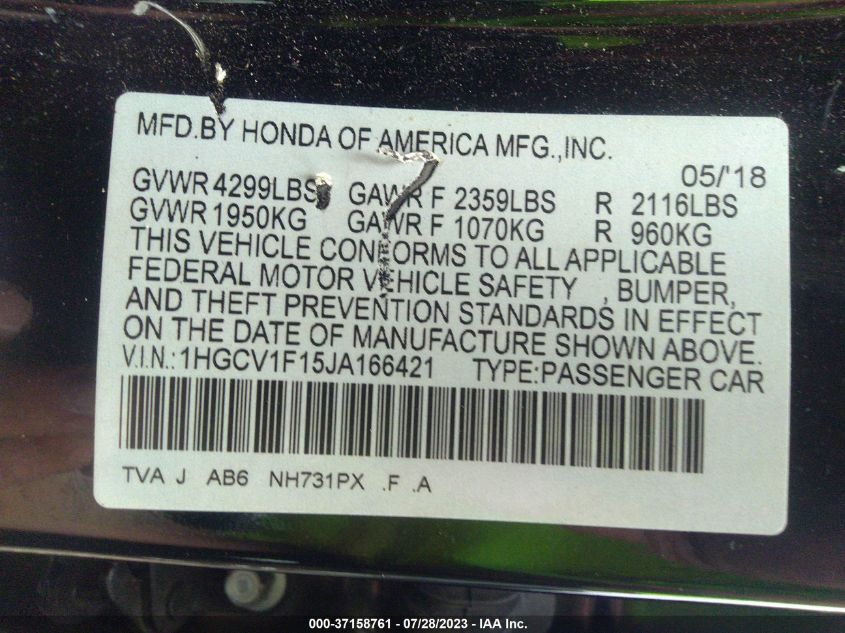 MFD.BY HONDA OF AMERICA MFG.,INC.
05/'18
GVWR 4299LBS GAWR F 2359LBS R 2116LBS
GVWR 1950KG GAWR F 1070KG R 960KG
THIS VEHICLE CONFORMS TO ALL APPLICABLE
FEDERAL MOTOR VEHICLE SAFETY , BUMPER,
AND THEFT PREVENTION STANDARDS IN EFFECT
ON THE DATE OF MANUFACTURE SHOWN ABOVE.
V.I.N.:1HGCV1F15JA166421 TYPE:PASSENGER CAR
TVA J AB6 NH731PX .F .A
000-37158761 / 07/28/2023 - IAA Inc.